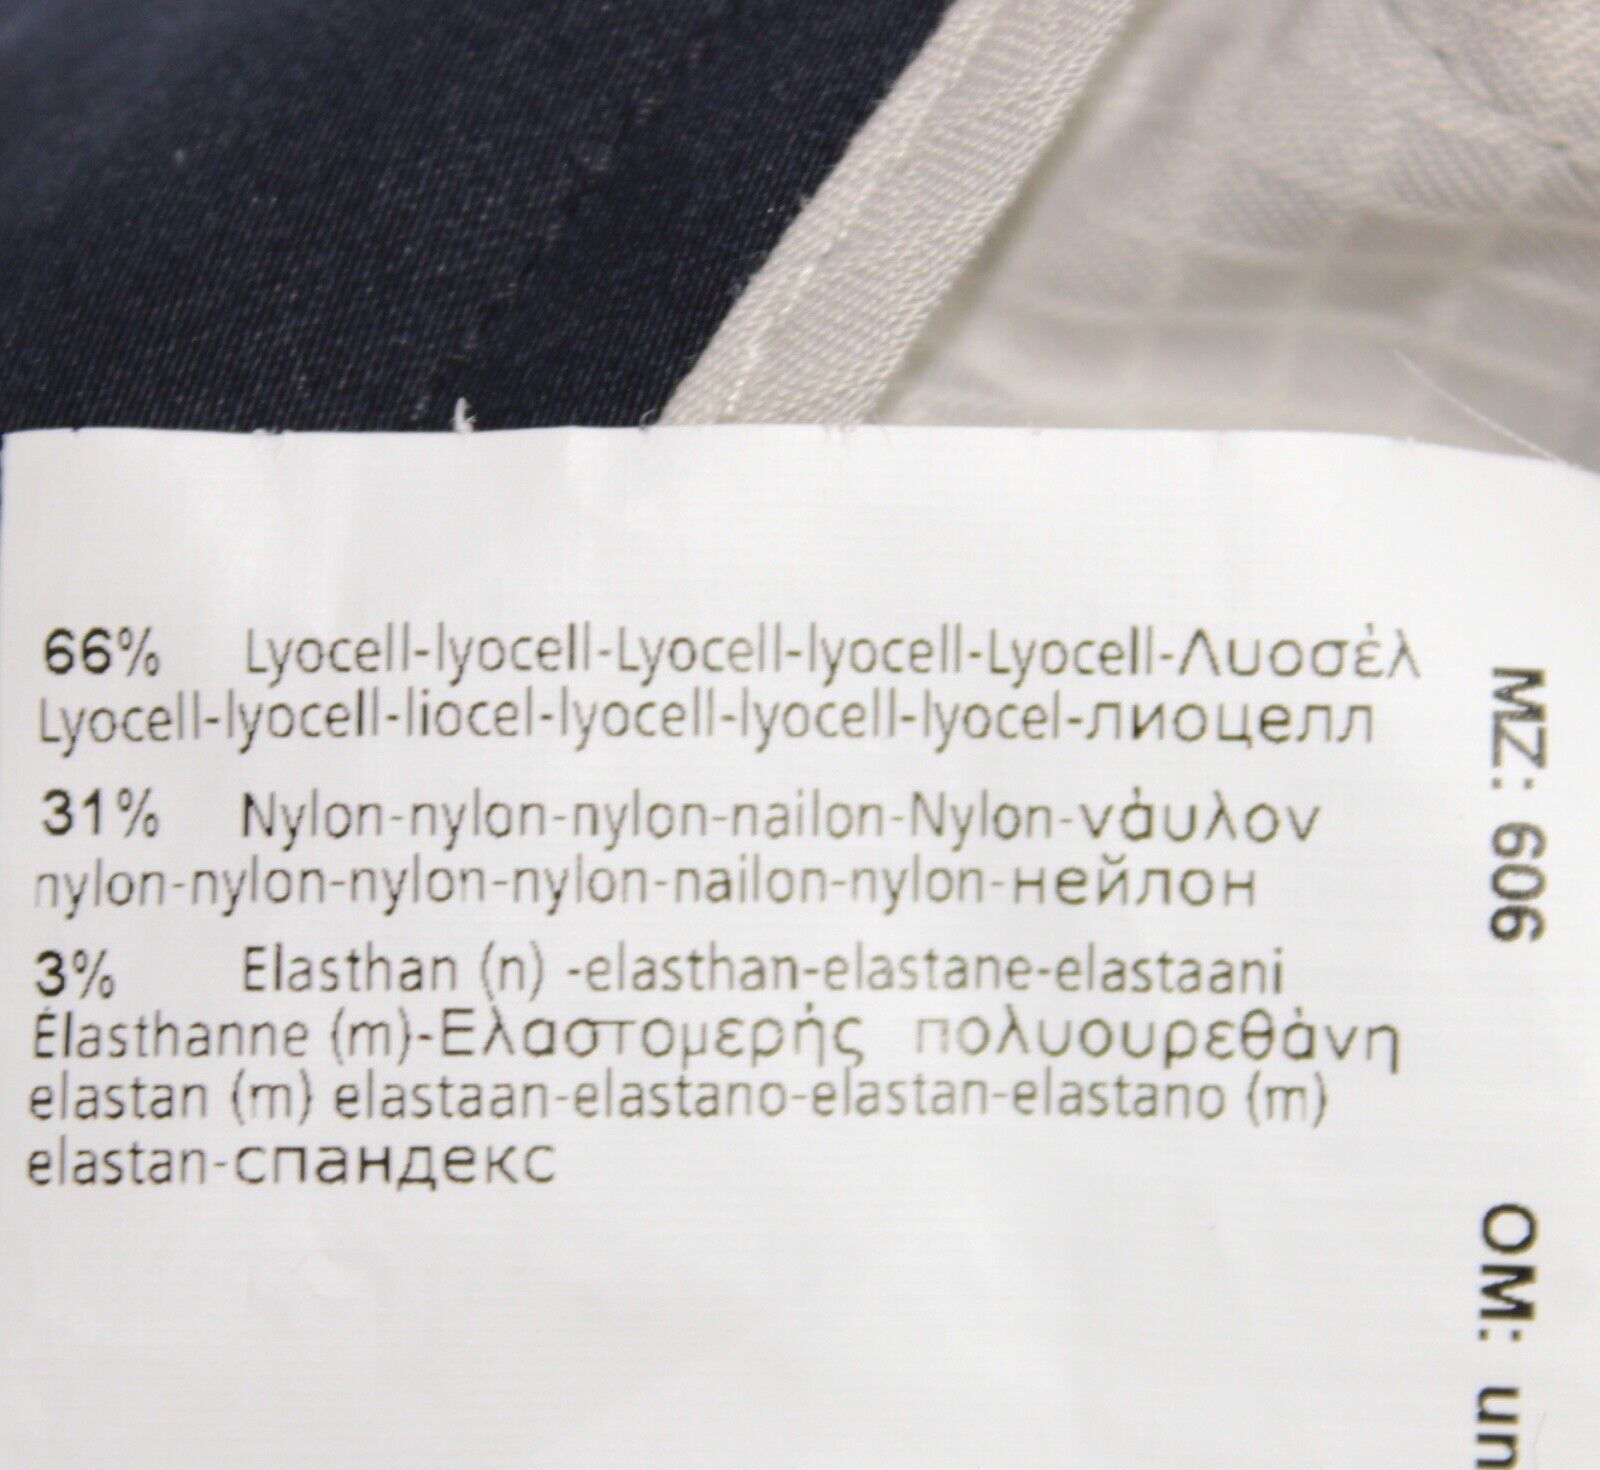 66% Lyocell-lyocell-Lyocell-lyocell-Lyocell-Λυοσέλ
Lyocell-lyocell-liocel-lyocell-lyocell-lyocel-лиоцелл
31% Nylon-nylon-nylon-nailon-Nylon-νάυλον
nylon-nylon-nylon-nylon-nailon-nylon-нейлон
3% Elasthan (n) -elasthan-elastane-elastaani
Élasthanne (m)-Ελαστομερής πολυουρεθάνη
elastan (m) elastaan-elastano-elastan-elastano (m)
elastan-спандекс
MZ: 606
OM: un